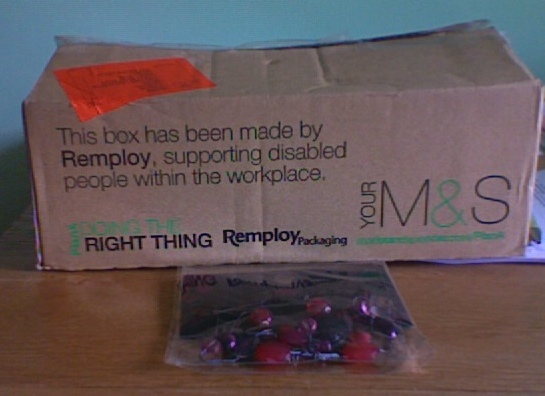 This box has been made by
Remploy, supporting disabled
people within the workplace.
DOING THE
RIGHT THING
Remploy Packaging
YOUR
M&S